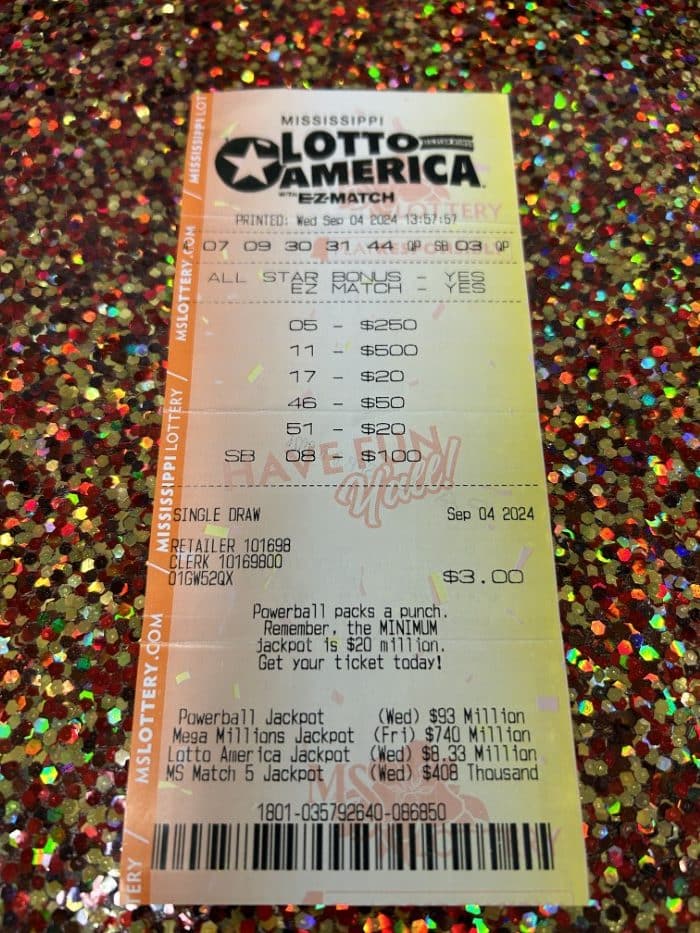 MISSISSIPPI
LOTTO
AMERICA
WITH EZ-MATCH
PRINTED: Wed Sep 04 2024 13:57:57
A 07 09 30 31 44 QP SB 03 QP
ALL STAR BONUS - YES
EZ MATCH - YES
05 - $250
11 - $500
17 - $20
46 - $50
51 - $20
SB 08 - $100
HAVE FUN
Y'all!
SINGLE DRAW Sep 04 2024
RETAILER 101698
CLERK 10169800
01GW52QX $3.00
Powerball packs a punch.
Remember, the MINIMUM
jackpot is $20 million.
Get your ticket today!
Powerball Jackpot (Wed) $93 Million
Mega Millions Jackpot (Fri) $740 Million
Lotto America Jackpot (Wed) $8.33 Million
MS Match 5 Jackpot (Wed) $408 Thousand
1801-035792640-086850
MISSISSIPPI LOT
MSLOTTERY.COM
MISSISSIPPI LOTTERY
MSLOTTERY.COM
TERY